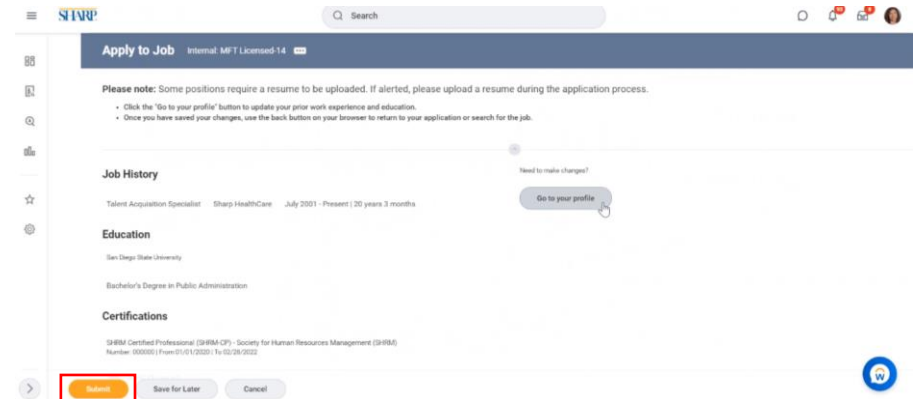 SHARP
Search
Apply to Job Internal: MFT Licensed-14
Please note: Some positions require a resume to be uploaded. If alerted, please upload a resume during the application process.
Click the "Go to your profile" button to update your prior work experience and education.
Once you have saved your changes, use the back button on your browser to return to your application or search for the job.
Job History
Need to make changes?
Talent Acquisition Specialist Sharp HealthCare July 2001 - Present | 20 years 3 months
Go to your profile
Education
San Diego State University
Bachelor's Degree in Public Administration
Certifications
SHRM Certified Professional (SHRM-CP) - Society for Human Resources Management (SHRM)
Number: 000000 | From 01/01/2020 | To 02/28/2022
Submit Save for Later Cancel
W